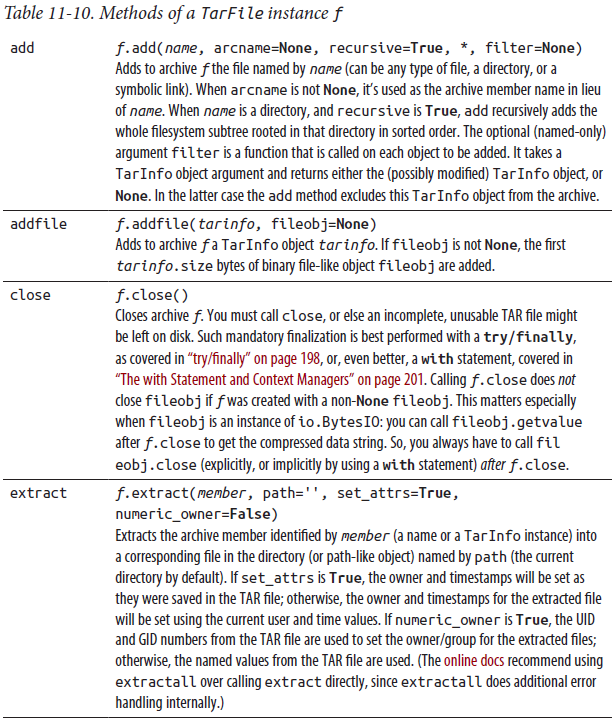 Table 11-10. Methods of a TarFile instance f
add f.add(name, arcname=None, recursive=True, *, filter=None)
Adds to archive f the file named by name (can be any type of file, a directory, or a
symbolic link). When arcname is not None, it's used as the archive member name in lieu
of name. When name is a directory, and recursive is True, add recursively adds the
whole filesystem subtree rooted in that directory in sorted order. The optional (named-only)
argument filter is a function that is called on each object to be added. It takes a
TarInfo object argument and returns either the (possibly modified) TarInfo object, or
None. In the latter case the add method excludes this TarInfo object from the archive.
addfile f.addfile(tarinfo, fileobj=None)
Adds to archive f a TarInfo object tarinfo. If fileobj is not None, the first
tarinfo.size bytes of binary file-like object fileobj are added.
close f.close()
Closes archive f. You must call close, or else an incomplete, unusable TAR file might
be left on disk. Such mandatory finalization is best performed with a try/finally,
as covered in "try/finally" on page 198, or, even better, a with statement, covered in
"The with Statement and Context Managers" on page 201. Calling f.close does not
close fileobj if f was created with a non-None fileobj. This matters especially
when fileobj is an instance of io.BytesIO: you can call fileobj.getvalue
after f.close to get the compressed data string. So, you always have to call fil
eobj.close (explicitly, or implicitly by using a with statement) after f.close.
extract f.extract(member, path='', set_attrs=True,
numeric_owner=False)
Extracts the archive member identified by member (a name or a TarInfo instance) into
a corresponding file in the directory (or path-like object) named by path (the current
directory by default). If set_attrs is True, the owner and timestamps will be set as
they were saved in the TAR file; otherwise, the owner and timestamps for the extracted file
will be set using the current user and time values. If numeric_owner is True, the UID
and GID numbers from the TAR file are used to set the owner/group for the extracted files;
otherwise, the named values from the TAR file are used. (The online docs recommend using
extractall over calling extract directly, since extractall does additional error
handling internally.)